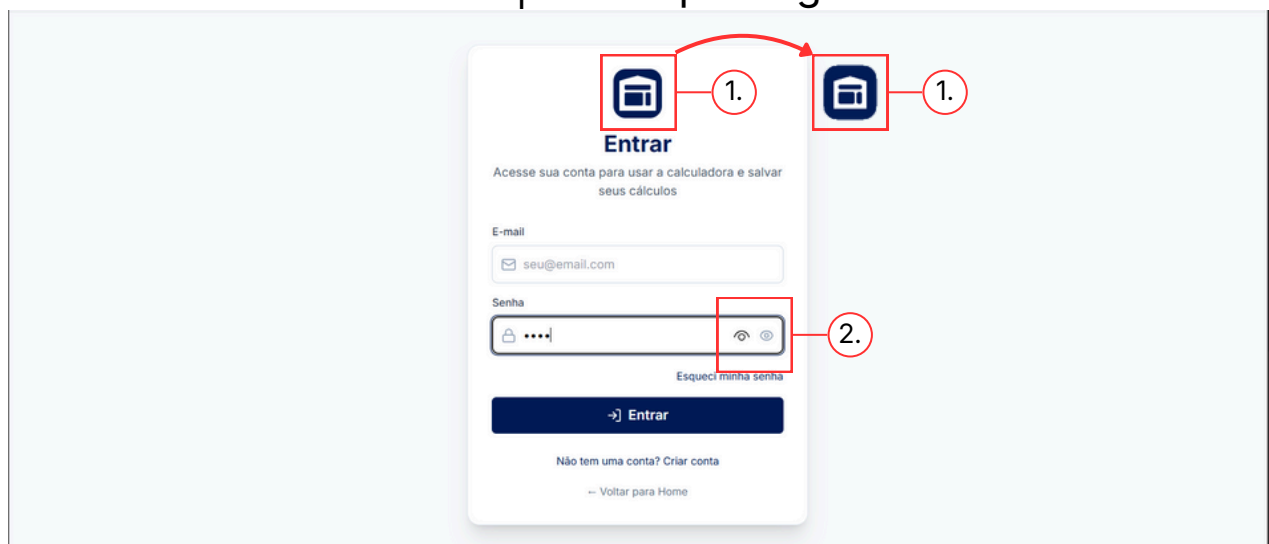 1.
1.
Entrar
Acesse sua conta para usar a calculadora e salvar
seus cálculos
E-mail
seu@email.com
Senha
••••
2.
Esqueci minha senha
Entrar
Não tem uma conta? Criar conta
← Voltar para Home